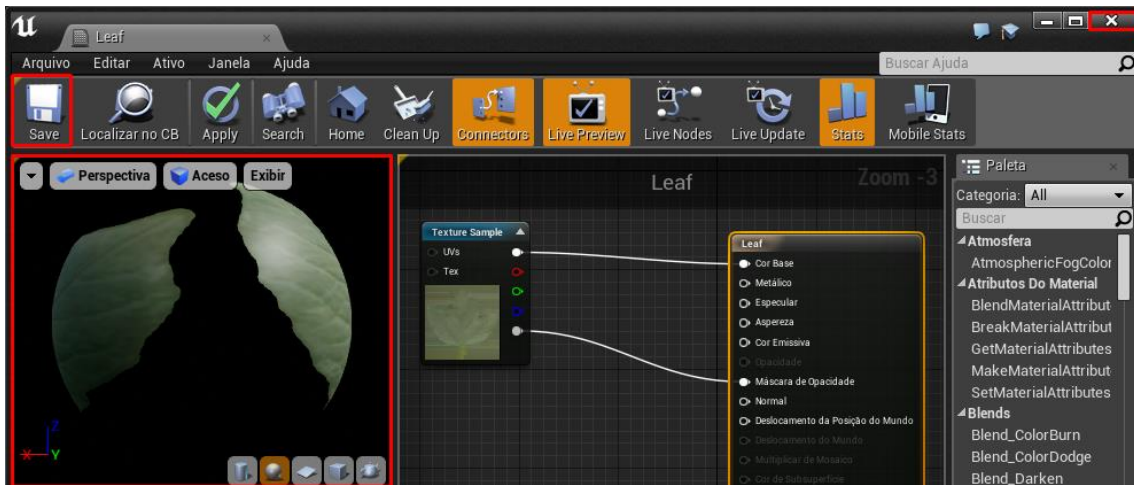 Leaf
Arquivo Editar Ativo Janela Ajuda
Buscar Ajuda
Save Localizar no CB Apply Search Home Clean Up Connectors Live Preview Live Nodes Live Update Stats Mobile Stats
Perspectiva Aceso Exibir
Z
X Y
Leaf
Zoom -3
Texture Sample
UVs
Tex
Leaf
Cor Base
Metálico
Especular
Aspereza
Cor Emissiva
Opacidade
Máscara de Opacidade
Normal
Deslocamento da Posição do Mundo
Deslocamento do Mundo
Multiplicar de Mosaico
Cor de Subsuperfície
Paleta
Categoria: All
Buscar
Atmosfera
AtmosphericFogColor
Atributos Do Material
BlendMaterialAttribut
BreakMaterialAttribut
GetMaterialAttributes
MakeMaterialAttribut
SetMaterialAttributes
Blends
Blend_ColorBurn
Blend_ColorDodge
Blend_Darken